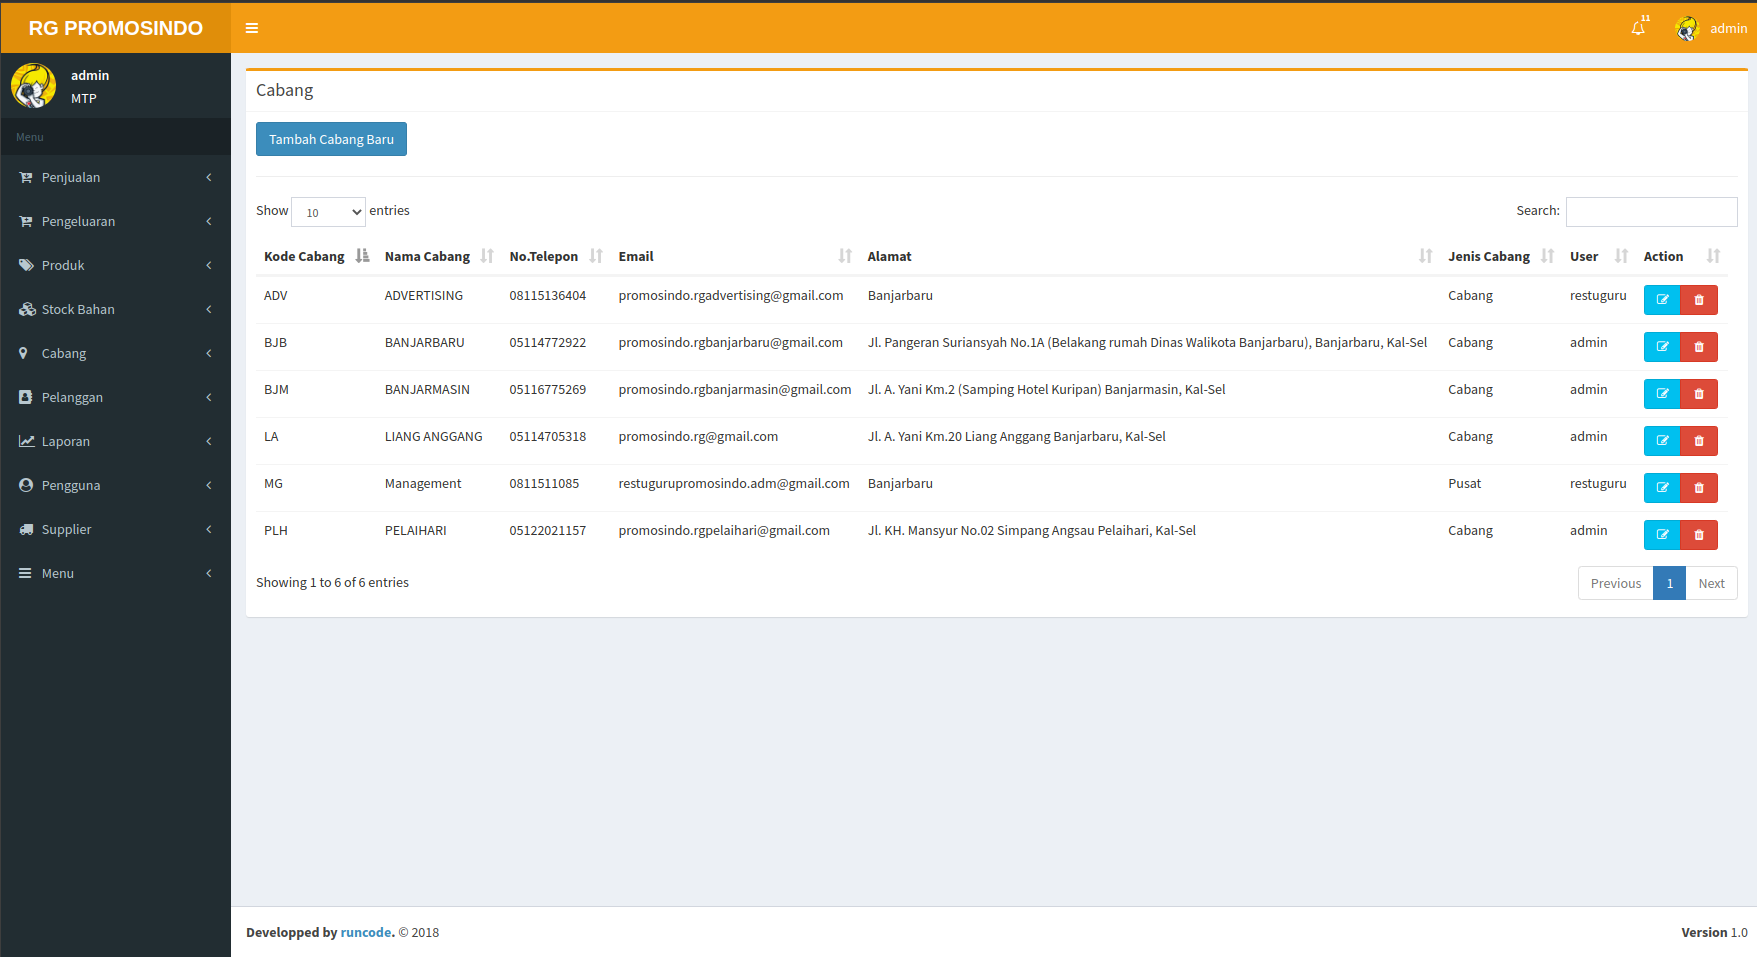 RG PROMOSINDO
11
admin
admin
MTP
Menu
Penjualan
Pengeluaran
Produk
Stock Bahan
Cabang
Pelanggan
Laporan
Pengguna
Supplier
Menu
Cabang
Tambah Cabang Baru
Show 10 entries Search:
Kode Cabang Nama Cabang No.Telepon Email Alamat Jenis Cabang User Action
ADV ADVERTISING 08115136404 promosindo.rgadvertising@gmail.com Banjarbaru Cabang restuguru
BJB BANJARBARU 05114772922 promosindo.rgbanjarbaru@gmail.com Jl. Pangeran Suriansyah No.1A (Belakang rumah Dinas Walikota Banjarbaru), Banjarbaru, Kal-Sel Cabang admin
BJM BANJARMASIN 05116775269 promosindo.rgbanjarmasin@gmail.com Jl. A. Yani Km.2 (Samping Hotel Kuripan) Banjarmasin, Kal-Sel Cabang admin
LA LIANG ANGGANG 05114705318 promosindo.rg@gmail.com Jl. A. Yani Km.20 Liang Anggang Banjarbaru, Kal-Sel Cabang admin
MG Management 0811511085 restugurupromosindo.adm@gmail.com Banjarbaru Pusat restuguru
PLH PELAIHARI 05122021157 promosindo.rgpelaihari@gmail.com Jl. KH. Mansyur No.02 Simpang Angsau Pelaihari, Kal-Sel Cabang admin
Showing 1 to 6 of 6 entries Previous 1 Next
Developped by runcode. © 2018 Version 1.0